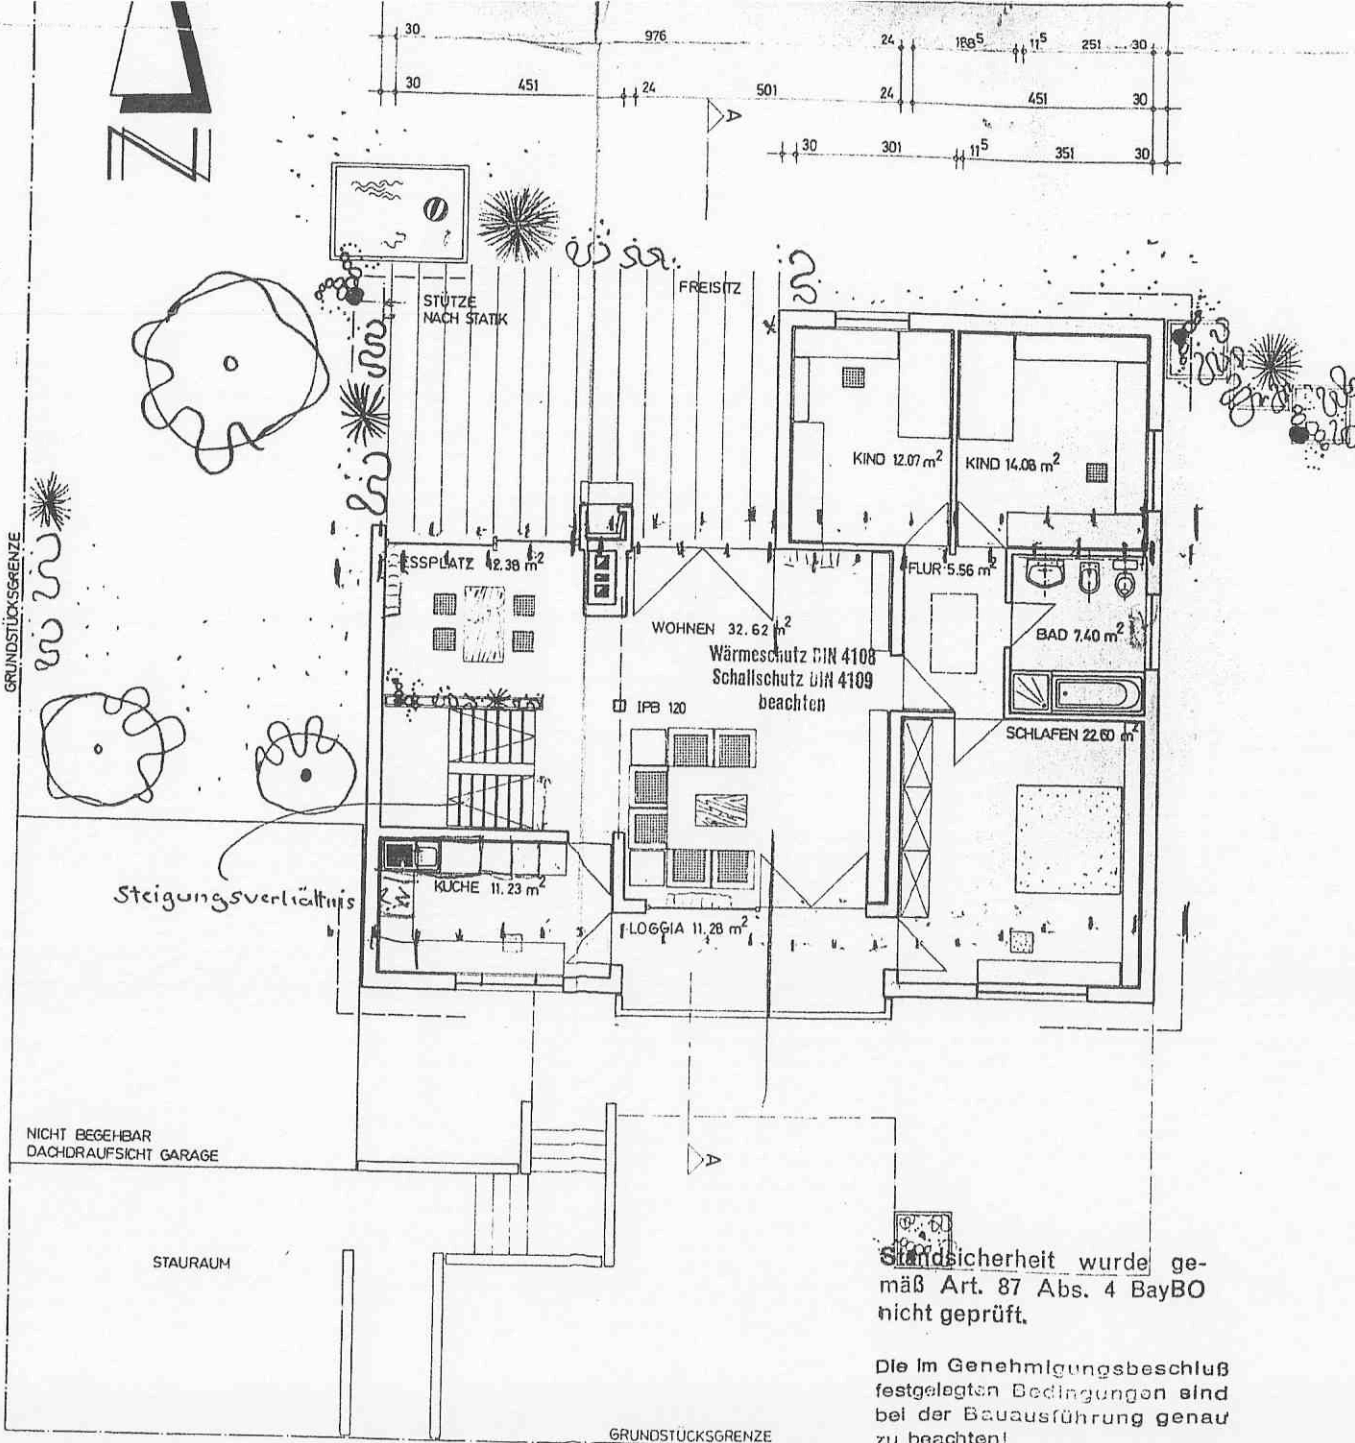 30 976 24 188⁵ 11⁵ 251 30
30 451 24 501 24 451 30
A
30 301 11⁵ 351 30
N
STÜTZE
NACH STATIK
FREISITZ
KIND 12.07 m²
KIND 14.08 m²
ESSPLATZ 12.38 m²
FLUR 5.56 m²
WOHNEN 32.62 m²
BAD 7.40 m²
Wärmeschutz DIN 4108
Schallschutz DIN 4109
beachten
IPB 120
SCHLAFEN 22.60 m²
GRUNDSTÜCKSGRENZE
Steigungsverhältnis
KÜCHE 11.23 m²
LOGGIA 11.28 m²
NICHT BEGEHBAR
DACHDRAUFSICHT GARAGE
A
STAURAUM
Standsicherheit wurde ge-
mäß Art. 87 Abs. 4 BayBO
nicht geprüft.
Die im Genehmigungsbeschluß
festgelegten Bedingungen sind
bei der Bauausführung genau
zu beachten!
GRUNDSTÜCKSGRENZE